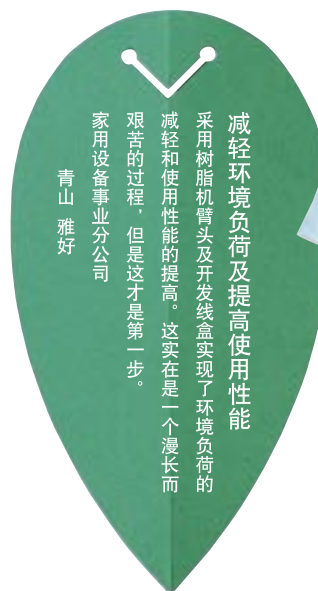 减轻环境负荷及提高使用性能
采用树脂机臂头及开发线盒实现了环境负荷的
减轻和使用性能的提高。这实在是一个漫长而
艰苦的过程，但是这才是第一步。
家用设备事业分公司
青山 雅好